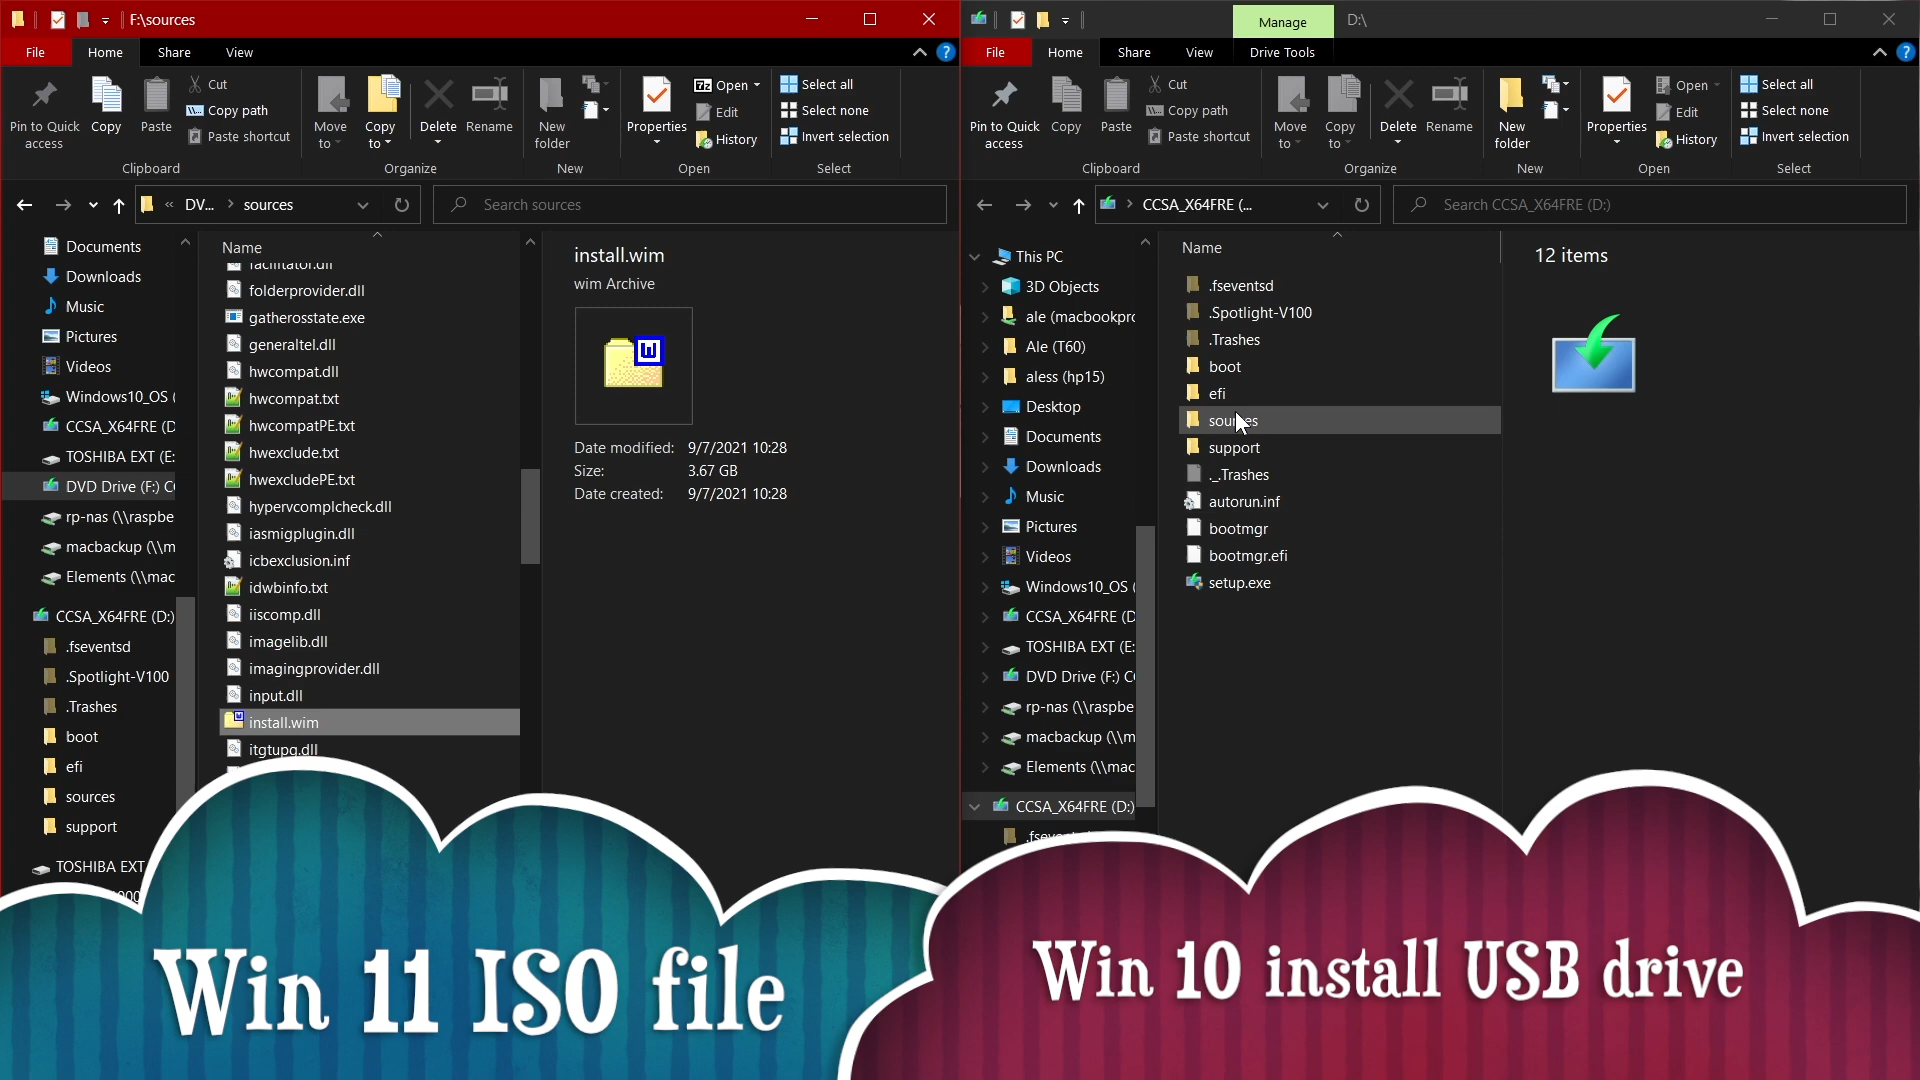 F:\sources
File Home Share View
Pin to Quick access
Copy
Paste
Cut
Copy path
Paste shortcut
Move to
Copy to
Delete
Rename
New folder
Properties
Open
Edit
History
Select all
Select none
Invert selection
Clipboard Organize New Open Select
DV... sources
Search sources
Documents
Downloads
Music
Pictures
Videos
Windows10_OS (
CCSA_X64FRE (D
TOSHIBA EXT (E:
DVD Drive (F:) C
rp-nas (\\raspbe
macbackup (\\m
Elements (\\mac
CCSA_X64FRE (D:)
.fseventsd
.Spotlight-V100
.Trashes
boot
efi
sources
support
TOSHIBA EXT
Name
facilitator.dll
folderprovider.dll
gatherosstate.exe
generaltel.dll
hwcompat.dll
hwcompat.txt
hwcompatPE.txt
hwexclude.txt
hwexcludePE.txt
hypervcomplcheck.dll
iasmigplugin.dll
icbexclusion.inf
idwbinfo.txt
iiscomp.dll
imagelib.dll
imagingprovider.dll
input.dll
install.wim
itgtupg.dll
install.wim
wim Archive
Date modified: 9/7/2021 10:28
Size: 3.67 GB
Date created: 9/7/2021 10:28
Manage
D:\
File Home Share View Drive Tools
Pin to Quick access
Copy
Paste
Cut
Copy path
Paste shortcut
Move to
Copy to
Delete
Rename
New folder
Properties
Open
Edit
History
Select all
Select none
Invert selection
Clipboard Organize New Open Select
CCSA_X64FRE (...
Search CCSA_X64FRE (D:)
This PC
3D Objects
ale (macbookpro
Ale (T60)
aless (hp15)
Desktop
Documents
Downloads
Music
Pictures
Videos
Windows10_OS (
CCSA_X64FRE (D
TOSHIBA EXT (E:
DVD Drive (F:) C
rp-nas (\\raspbe
macbackup (\\m
Elements (\\mac
CCSA_X64FRE (D:)
Name
.fseventsd
.Spotlight-V100
.Trashes
boot
efi
sources
support
._.Trashes
autorun.inf
bootmgr
bootmgr.efi
setup.exe
12 items
Win 11 ISO file
Win 10 install USB drive